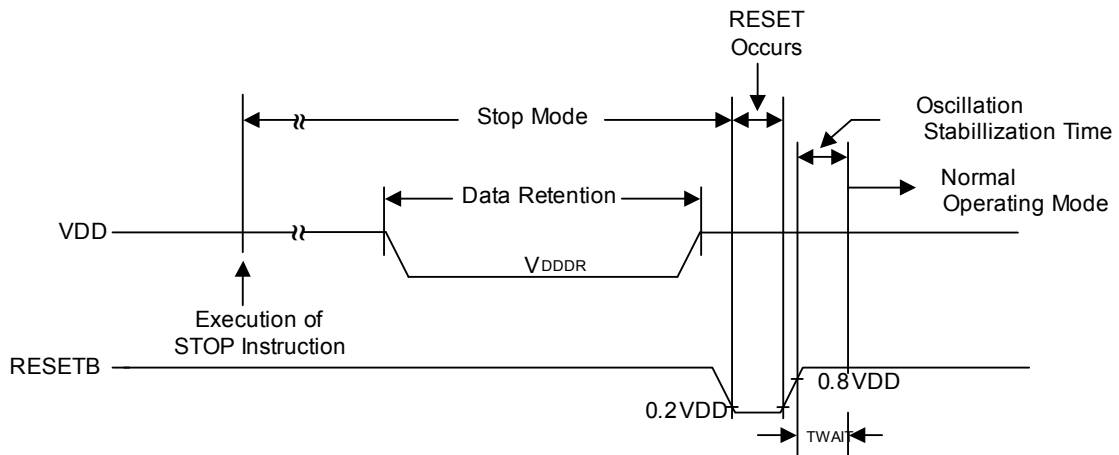 RESET
Occurs
Stop Mode
Oscillation
Stabillization Time
Data Retention
Normal
Operating Mode
VDD
VDDDR
Execution of
STOP Instruction
RESETB
0.8VDD
0.2VDD
TWAIT